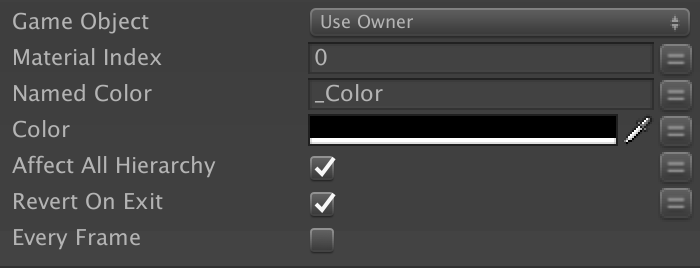 Game Object Use Owner
Material Index 0
Named Color _Color
Color
Affect All Hierarchy
Revert On Exit
Every Frame